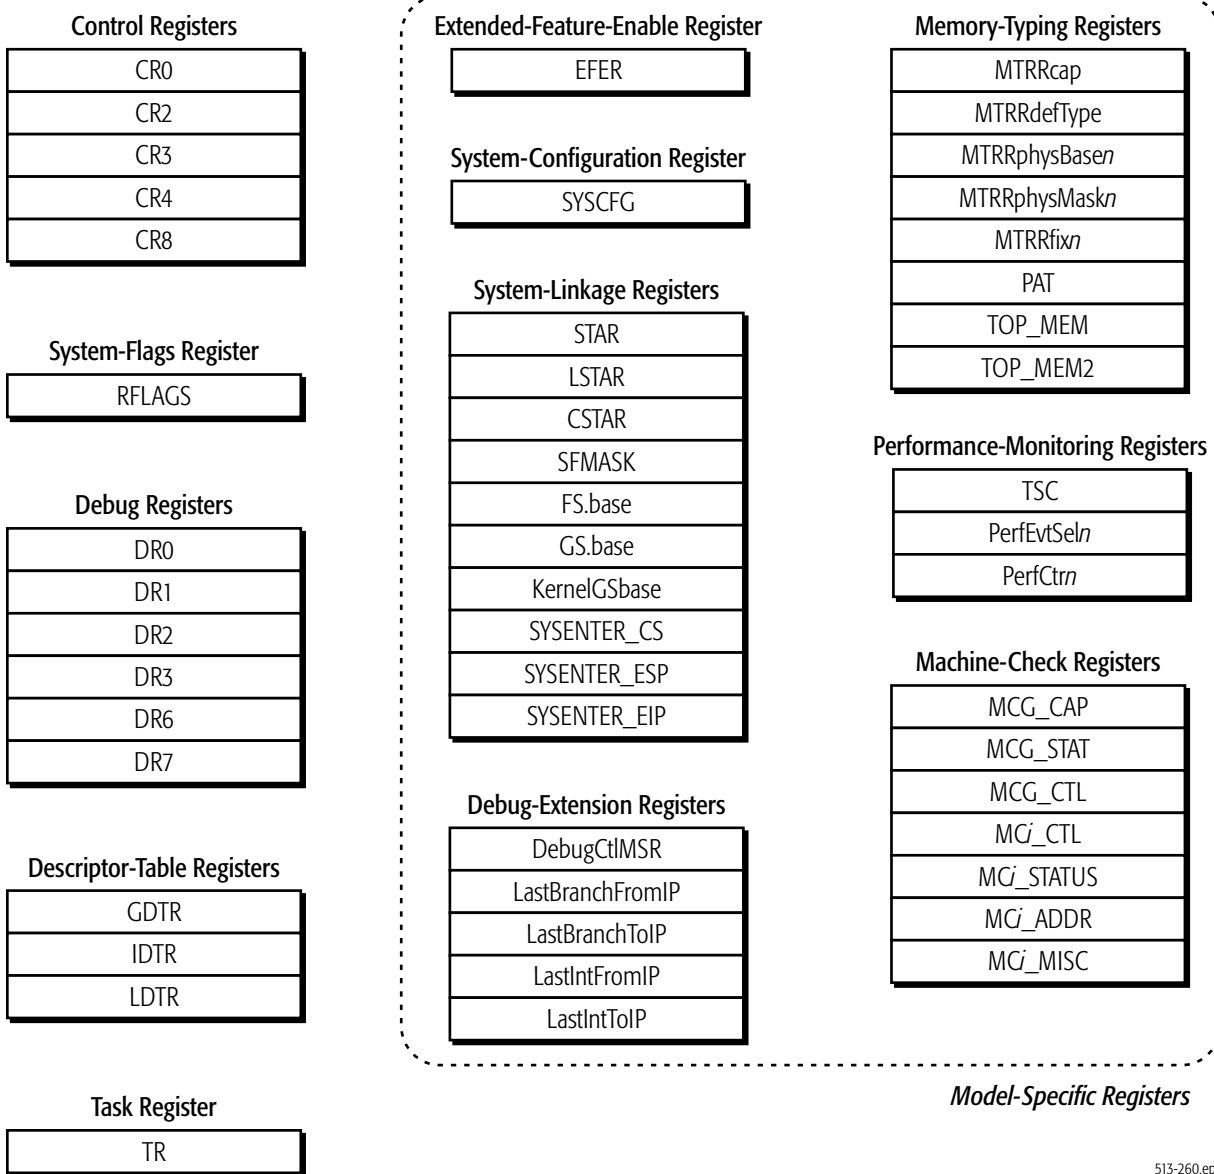 Control Registers
CR0
CR2
CR3
CR4
CR8
System-Flags Register
RFLAGS
Debug Registers
DR0
DR1
DR2
DR3
DR6
DR7
Descriptor-Table Registers
GDTR
IDTR
LDTR
Task Register
TR
Extended-Feature-Enable Register
EFER
System-Configuration Register
SYSCFG
System-Linkage Registers
STAR
LSTAR
CSTAR
SFMASK
FS.base
GS.base
KernelGSbase
SYSENTER_CS
SYSENTER_ESP
SYSENTER_EIP
Debug-Extension Registers
DebugCtlMSR
LastBranchFromIP
LastBranchToIP
LastIntFromIP
LastIntToIP
Memory-Typing Registers
MTRRcap
MTRRdefType
MTRRphysBasen
MTRRphysMaskn
MTRRfixn
PAT
TOP_MEM
TOP_MEM2
Performance-Monitoring Registers
TSC
PerfEvtSeln
PerfCtrn
Machine-Check Registers
MCG_CAP
MCG_STAT
MCG_CTL
MCi_CTL
MCi_STATUS
MCi_ADDR
MCi_MISC
Model-Specific Registers